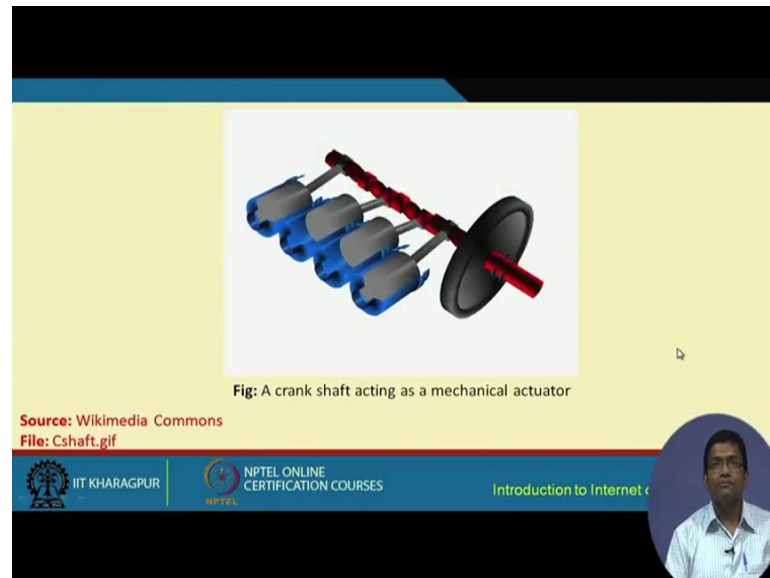 Fig: A crank shaft acting as a mechanical actuator
Source: Wikimedia Commons
File: Cshaft.gif
IIT KHARAGPUR
NPTEL
NPTEL ONLINE
CERTIFICATION COURSES
Introduction to Internet